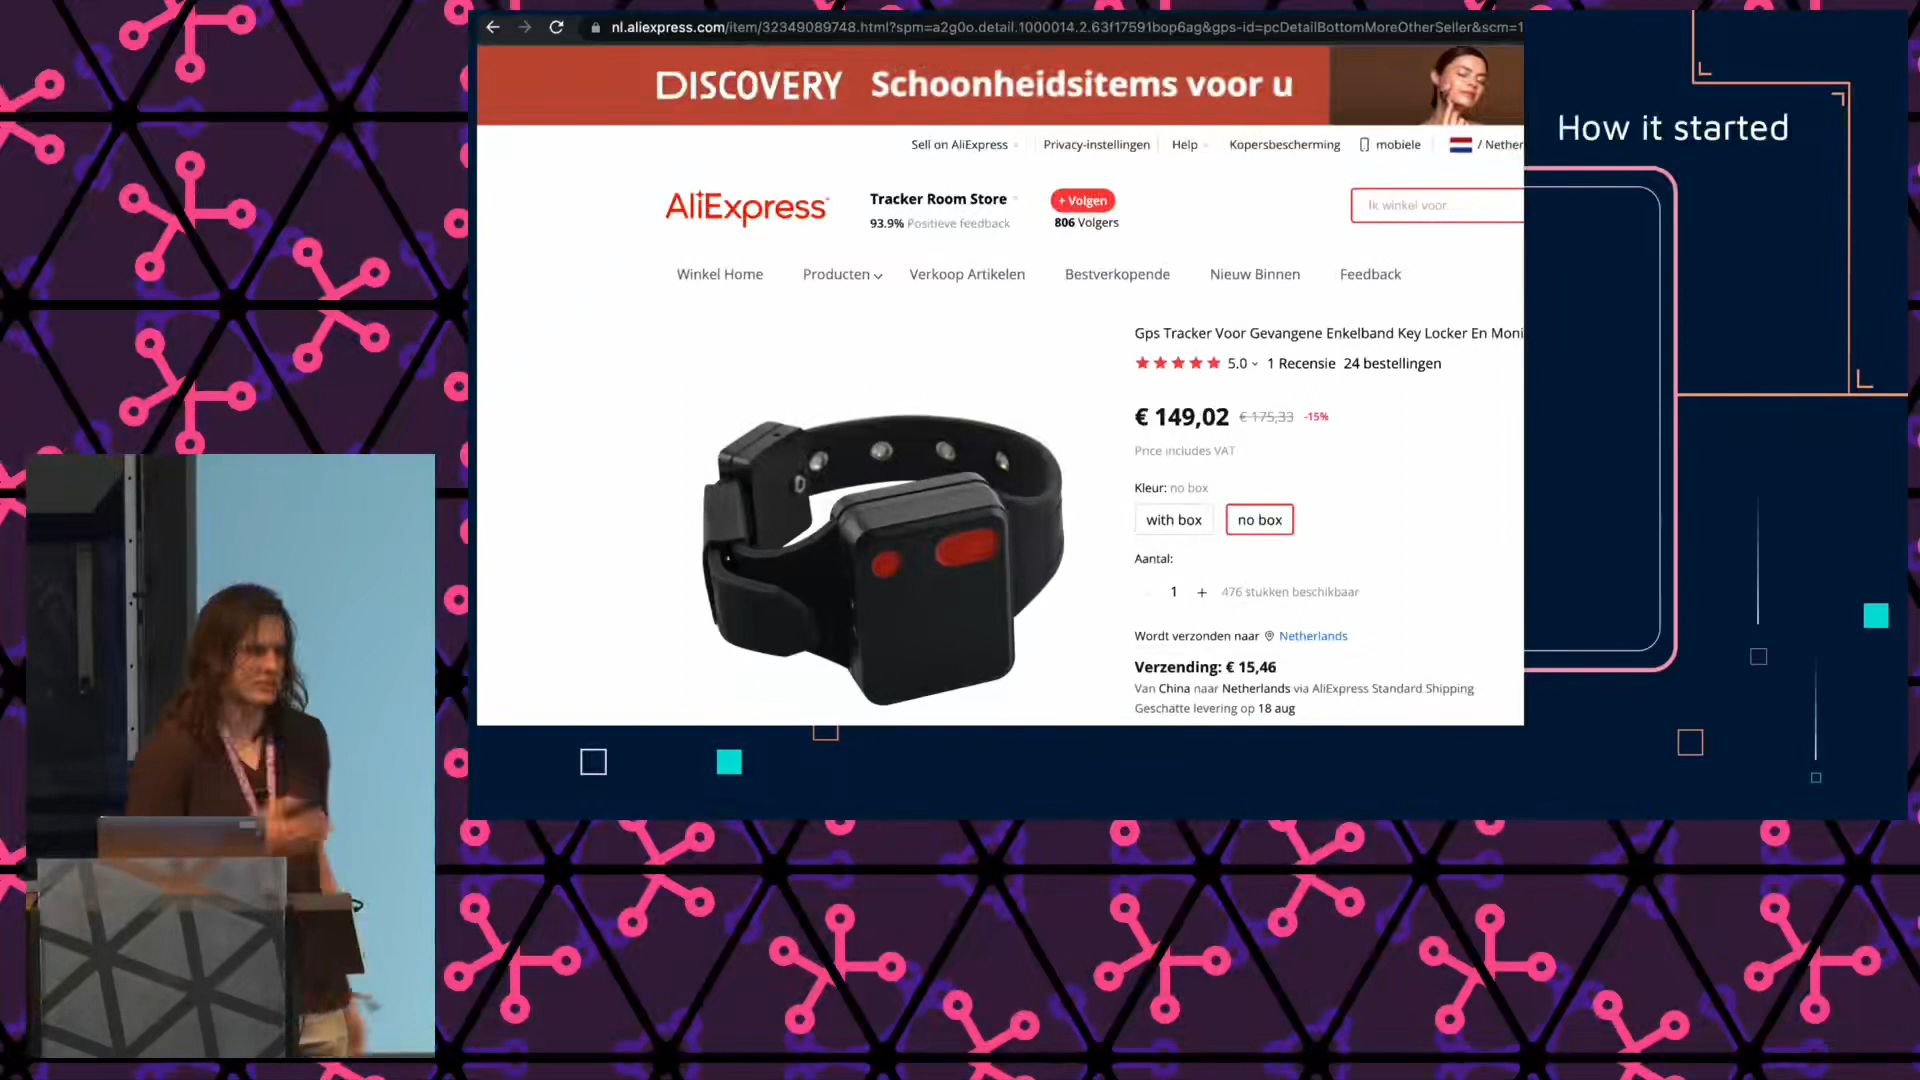 nl.aliexpress.com/item/32349089748.html?spm=a2g0o.detail.1000014.2.63f17591bop6ag&gps-id=pcDetailBottomMoreOtherSeller&scm=1
DISCOVERY Schoonheidsitems voor u
Sell on AliExpress Privacy-instellingen Help Kopersbescherming mobiele / Nether
How it started
AliExpress
Tracker Room Store
93.9% Positieve feedback
+ Volgen
806 Volgers
Ik winkel voor...
Winkel Home Producten Verkoop Artikelen Bestverkopende Nieuw Binnen Feedback
Gps Tracker Voor Gevangene Enkelband Key Locker En Moni
5.0 1 Recensie 24 bestellingen
€ 149,02 € 175,33 -15%
Price includes VAT
Kleur: no box
with box no box
Aantal:
1 + 476 stukken beschikbaar
Wordt verzonden naar Netherlands
Verzending: € 15,46
Van China naar Netherlands via AliExpress Standard Shipping
Geschatte levering op 18 aug